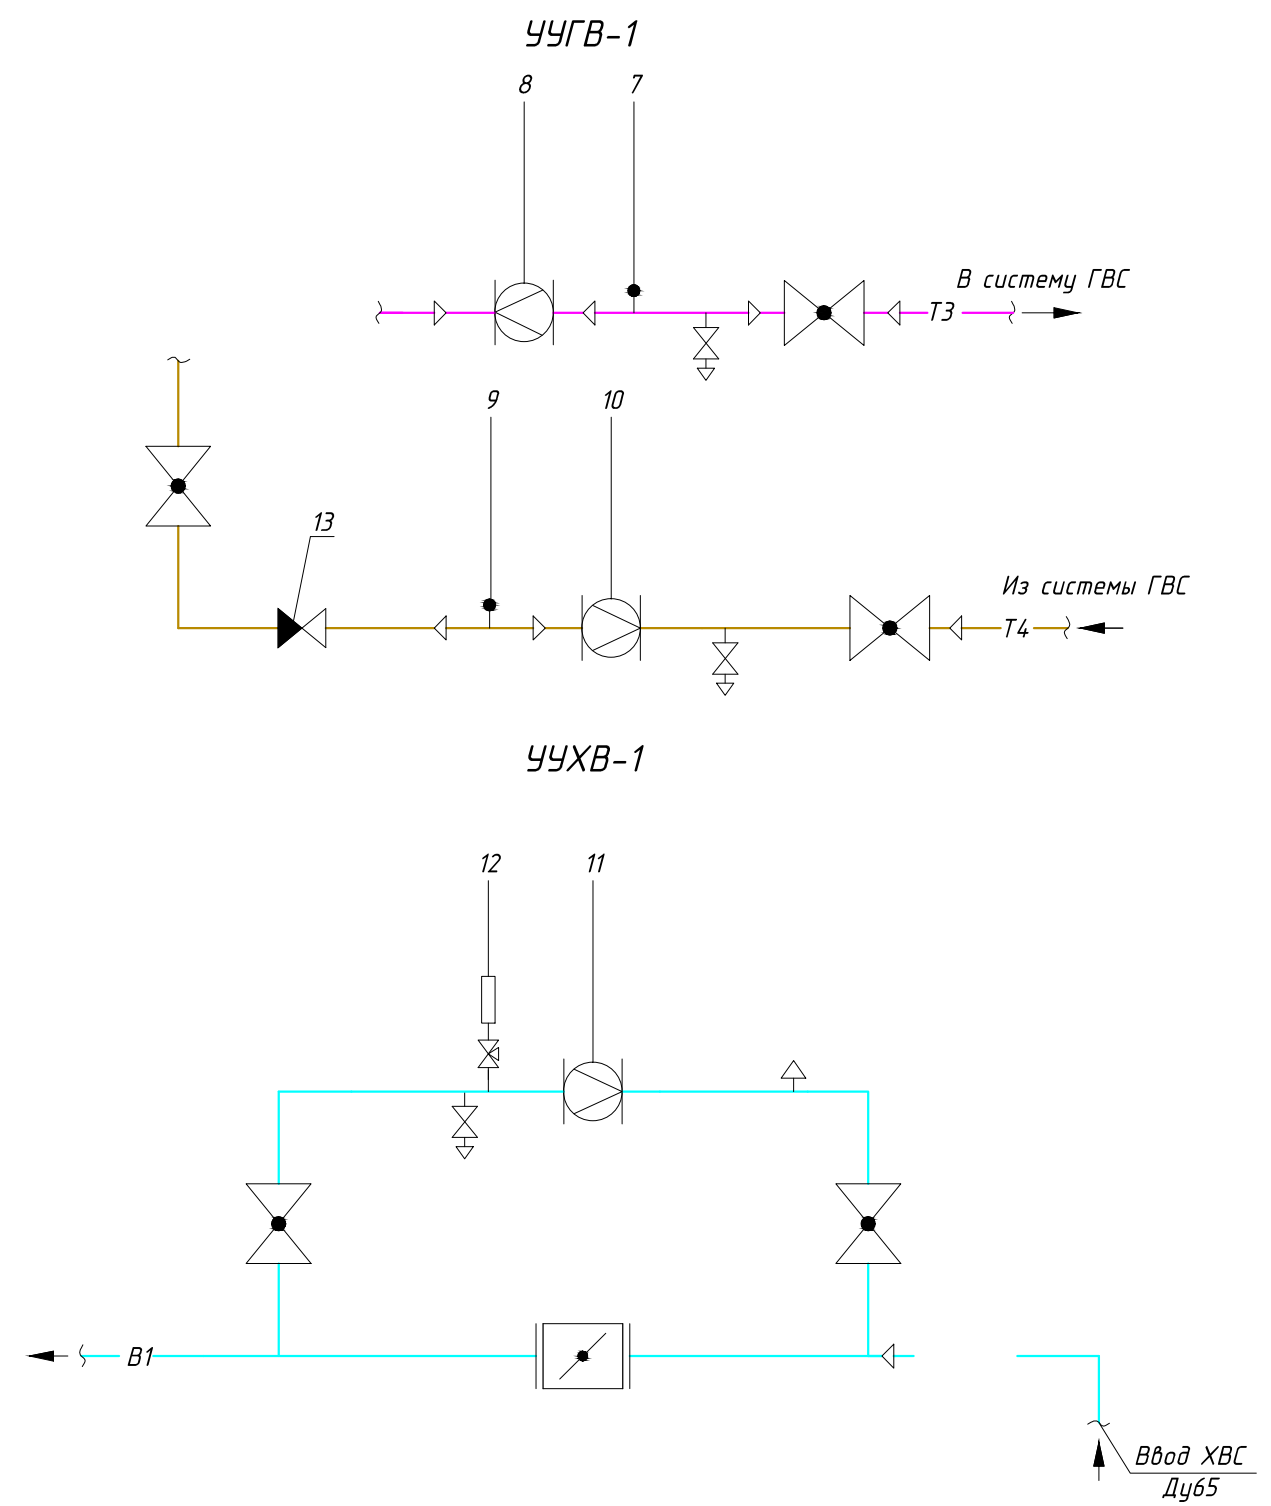 УУГВ-1
8
7
В систему ГВС
Т3
9
10
13
Из системы ГВС
Т4
УУХВ-1
12
11
В1
Ввод ХВС
Ду65